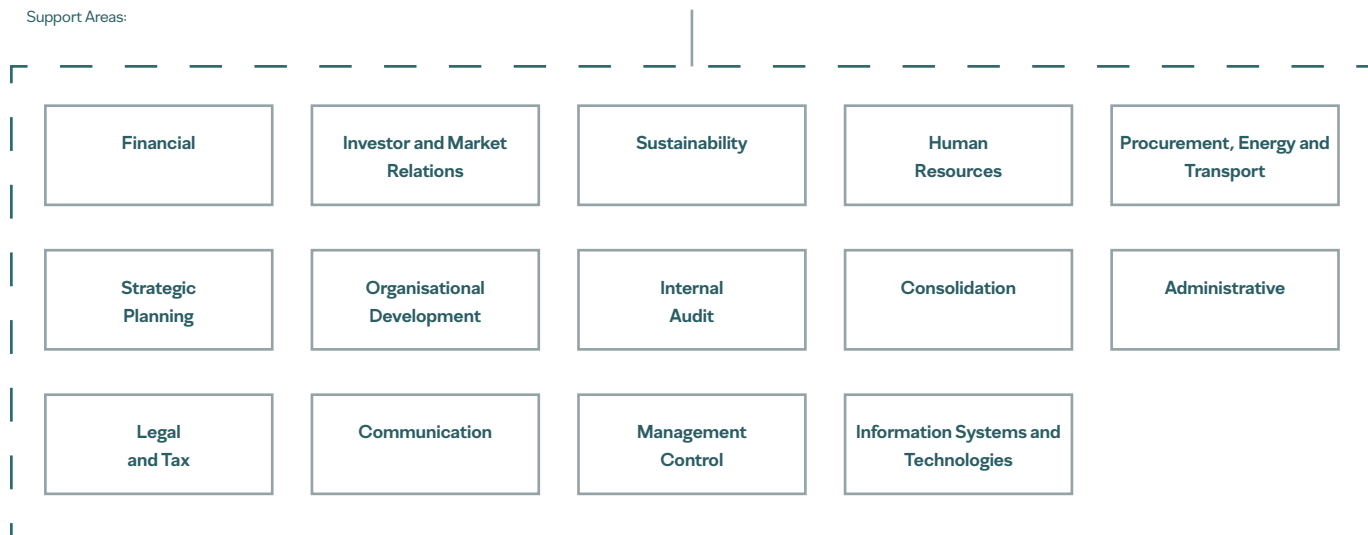 Support Areas:
Financial
Investor and Market
Relations
Sustainability
Human
Resources
Procurement, Energy and
Transport
Strategic
Planning
Organisational
Development
Internal
Audit
Consolidation
Administrative
Legal
and Tax
Communication
Management
Control
Information Systems and
Technologies